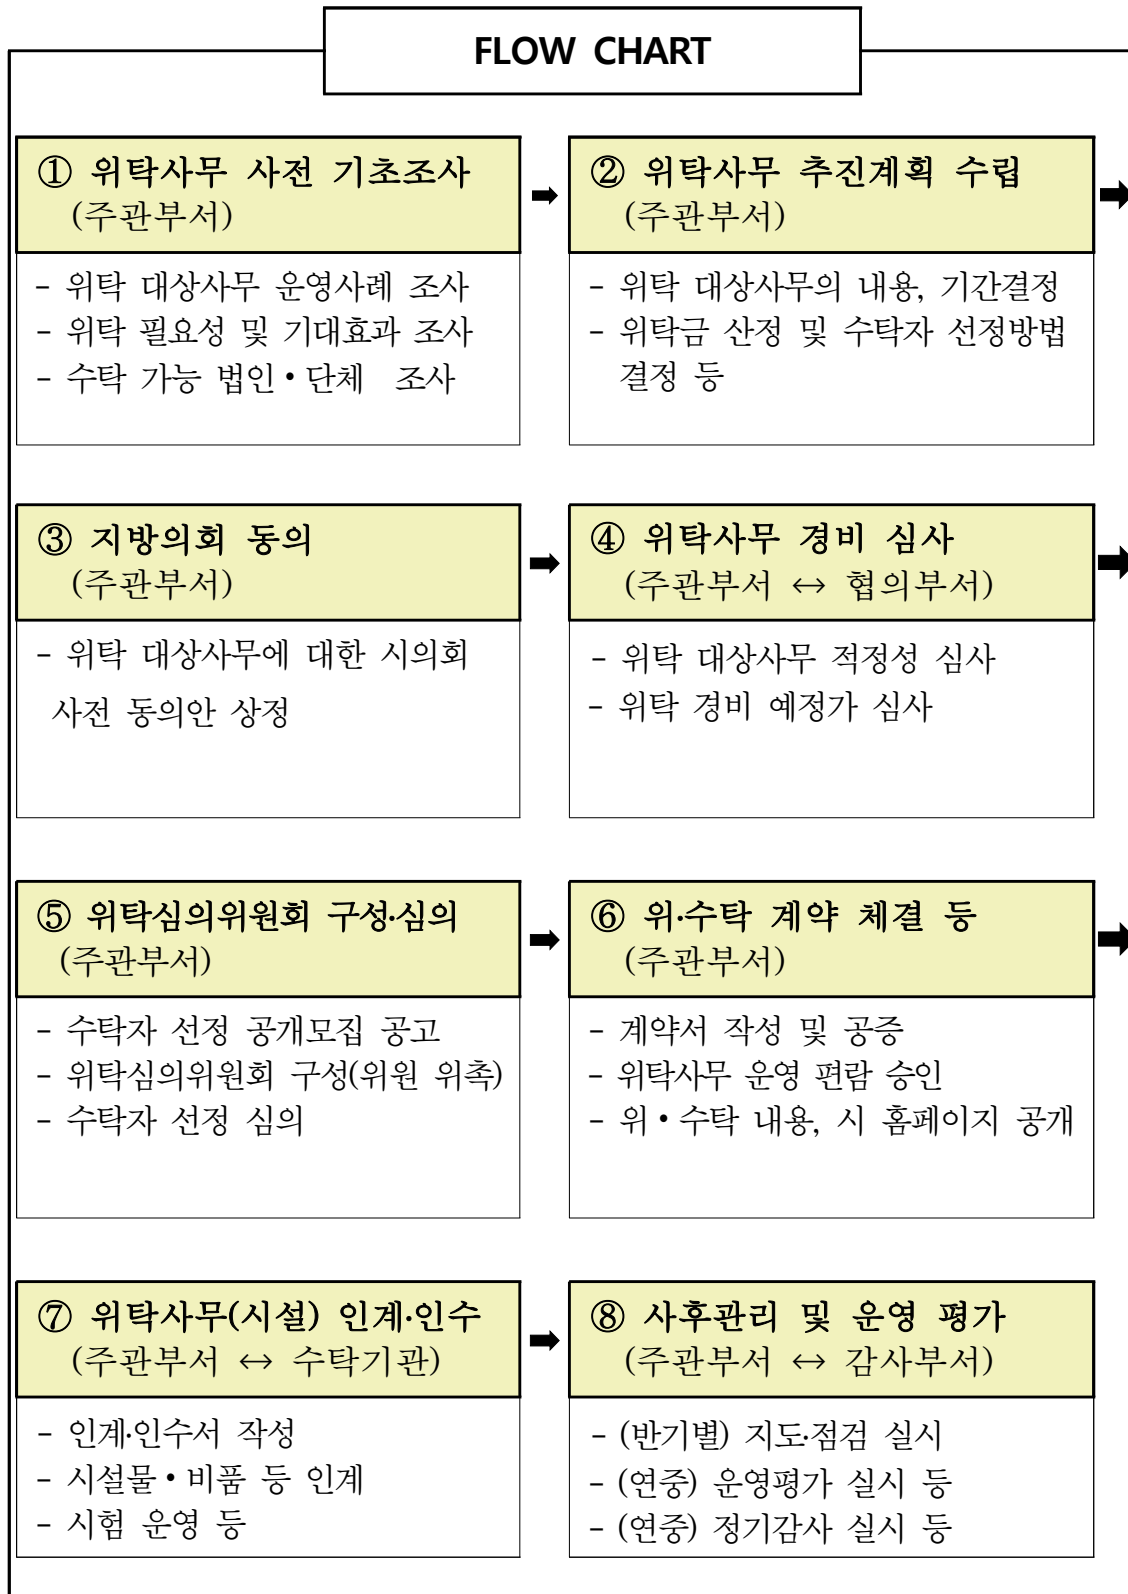 FLOW CHART
① 위탁사무 사전 기초조사
(주관부서)
- 위탁 대상사무 운영사례 조사
- 위탁 필요성 및 기대효과 조사
- 수탁 가능 법인•단체 조사
② 위탁사무 추진계획 수립
(주관부서)
- 위탁 대상사무의 내용, 기간결정
- 위탁금 산정 및 수탁자 선정방법
결정 등
③ 지방의회 동의
(주관부서)
- 위탁 대상사무에 대한 시의회
사전 동의안 상정
④ 위탁사무 경비 심사
(주관부서 ↔ 협의부서)
- 위탁 대상사무 적정성 심사
- 위탁 경비 예정가 심사
⑤ 위탁심의위원회 구성·심의
(주관부서)
- 수탁자 선정 공개모집 공고
- 위탁심의위원회 구성(위원 위촉)
- 수탁자 선정 심의
⑥ 위·수탁 계약 체결 등
(주관부서)
- 계약서 작성 및 공증
- 위탁사무 운영 편람 승인
- 위•수탁 내용, 시 홈페이지 공개
⑦ 위탁사무(시설) 인계·인수
(주관부서 ↔ 수탁기관)
- 인계·인수서 작성
- 시설물•비품 등 인계
- 시험 운영 등
⑧ 사후관리 및 운영 평가
(주관부서 ↔ 감사부서)
- (반기별) 지도·점검 실시
- (연중) 운영평가 실시 등
- (연중) 정기감사 실시 등